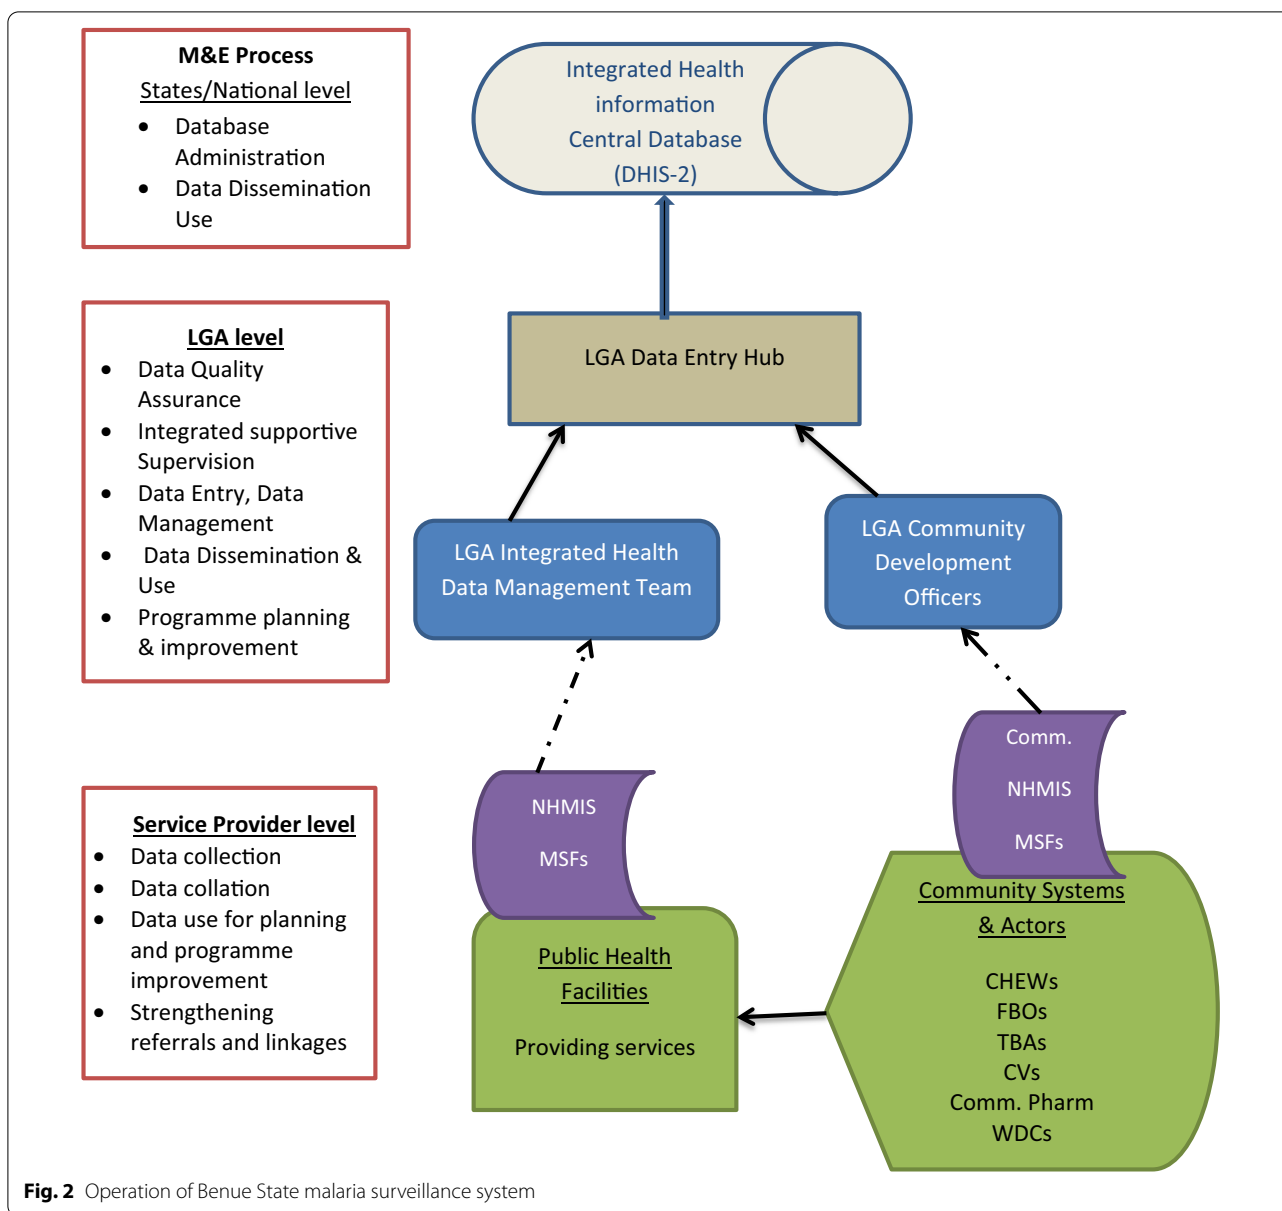 M&E Process
States/National level
• Database
Administration
• Data Dissemination
Use
Integrated Health
information
Central Database
(DHIS-2)
LGA level
• Data Quality
Assurance
• Integrated supportive
Supervision
• Data Entry, Data
Management
• Data Dissemination &
Use
• Programme planning
& improvement
LGA Data Entry Hub
LGA Integrated Health
Data Management Team
LGA Community
Development
Officers
Service Provider level
• Data collection
• Data collation
• Data use for planning
and programme
improvement
• Strengthening
referrals and linkages
NHMIS
MSFs
Public Health
Facilities
Providing services
Comm.
NHMIS
MSFs
Community Systems
& Actors
CHEWs
FBOs
TBAs
CVs
Comm. Pharm
WDCs
Fig. 2 Operation of Benue State malaria surveillance system